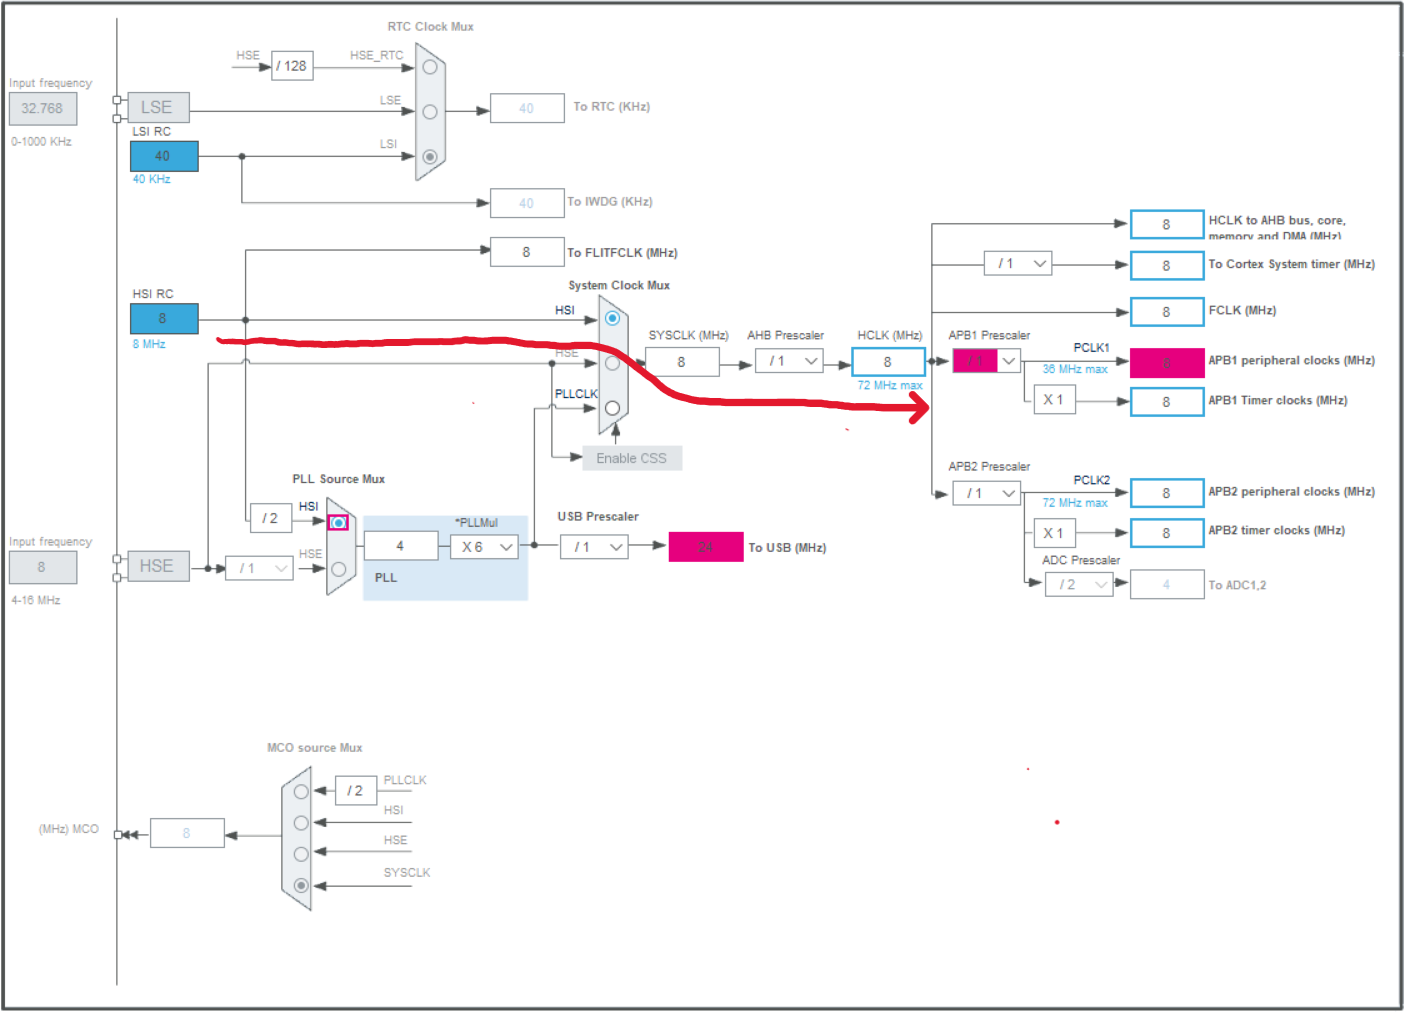 RTC Clock Mux
HSE
/ 128
HSE_RTC
Input frequency
32.768
0-1000 KHz
LSE
LSE
40
To RTC (KHz)
LSI RC
40
40 KHz
LSI
40
To IWDG (KHz)
8
To FLITFCLK (MHz)
HSI RC
8
8 MHz
System Clock Mux
HSI
HSE
PLLCLK
SYSCLK (MHz)
8
AHB Prescaler
/ 1
HCLK (MHz)
8
72 MHz max
Enable CSS
8
HCLK to AHB bus, core,
memory and DMA (MHz)
/ 1
8
To Cortex System timer (MHz)
8
FCLK (MHz)
APB1 Prescaler
/ 1
PCLK1
36 MHz max
8
APB1 peripheral clocks (MHz)
X 1
8
APB1 Timer clocks (MHz)
APB2 Prescaler
/ 1
PCLK2
72 MHz max
8
APB2 peripheral clocks (MHz)
X 1
8
APB2 timer clocks (MHz)
ADC Prescaler
/ 2
4
To ADC1,2
PLL Source Mux
/ 2
HSI
Input frequency
8
4-16 MHz
HSE
/ 1
HSE
4
*PLLMul
X 6
PLL
USB Prescaler
/ 1
24
To USB (MHz)
MCO source Mux
/ 2
PLLCLK
HSI
HSE
SYSCLK
(MHz) MCO
8